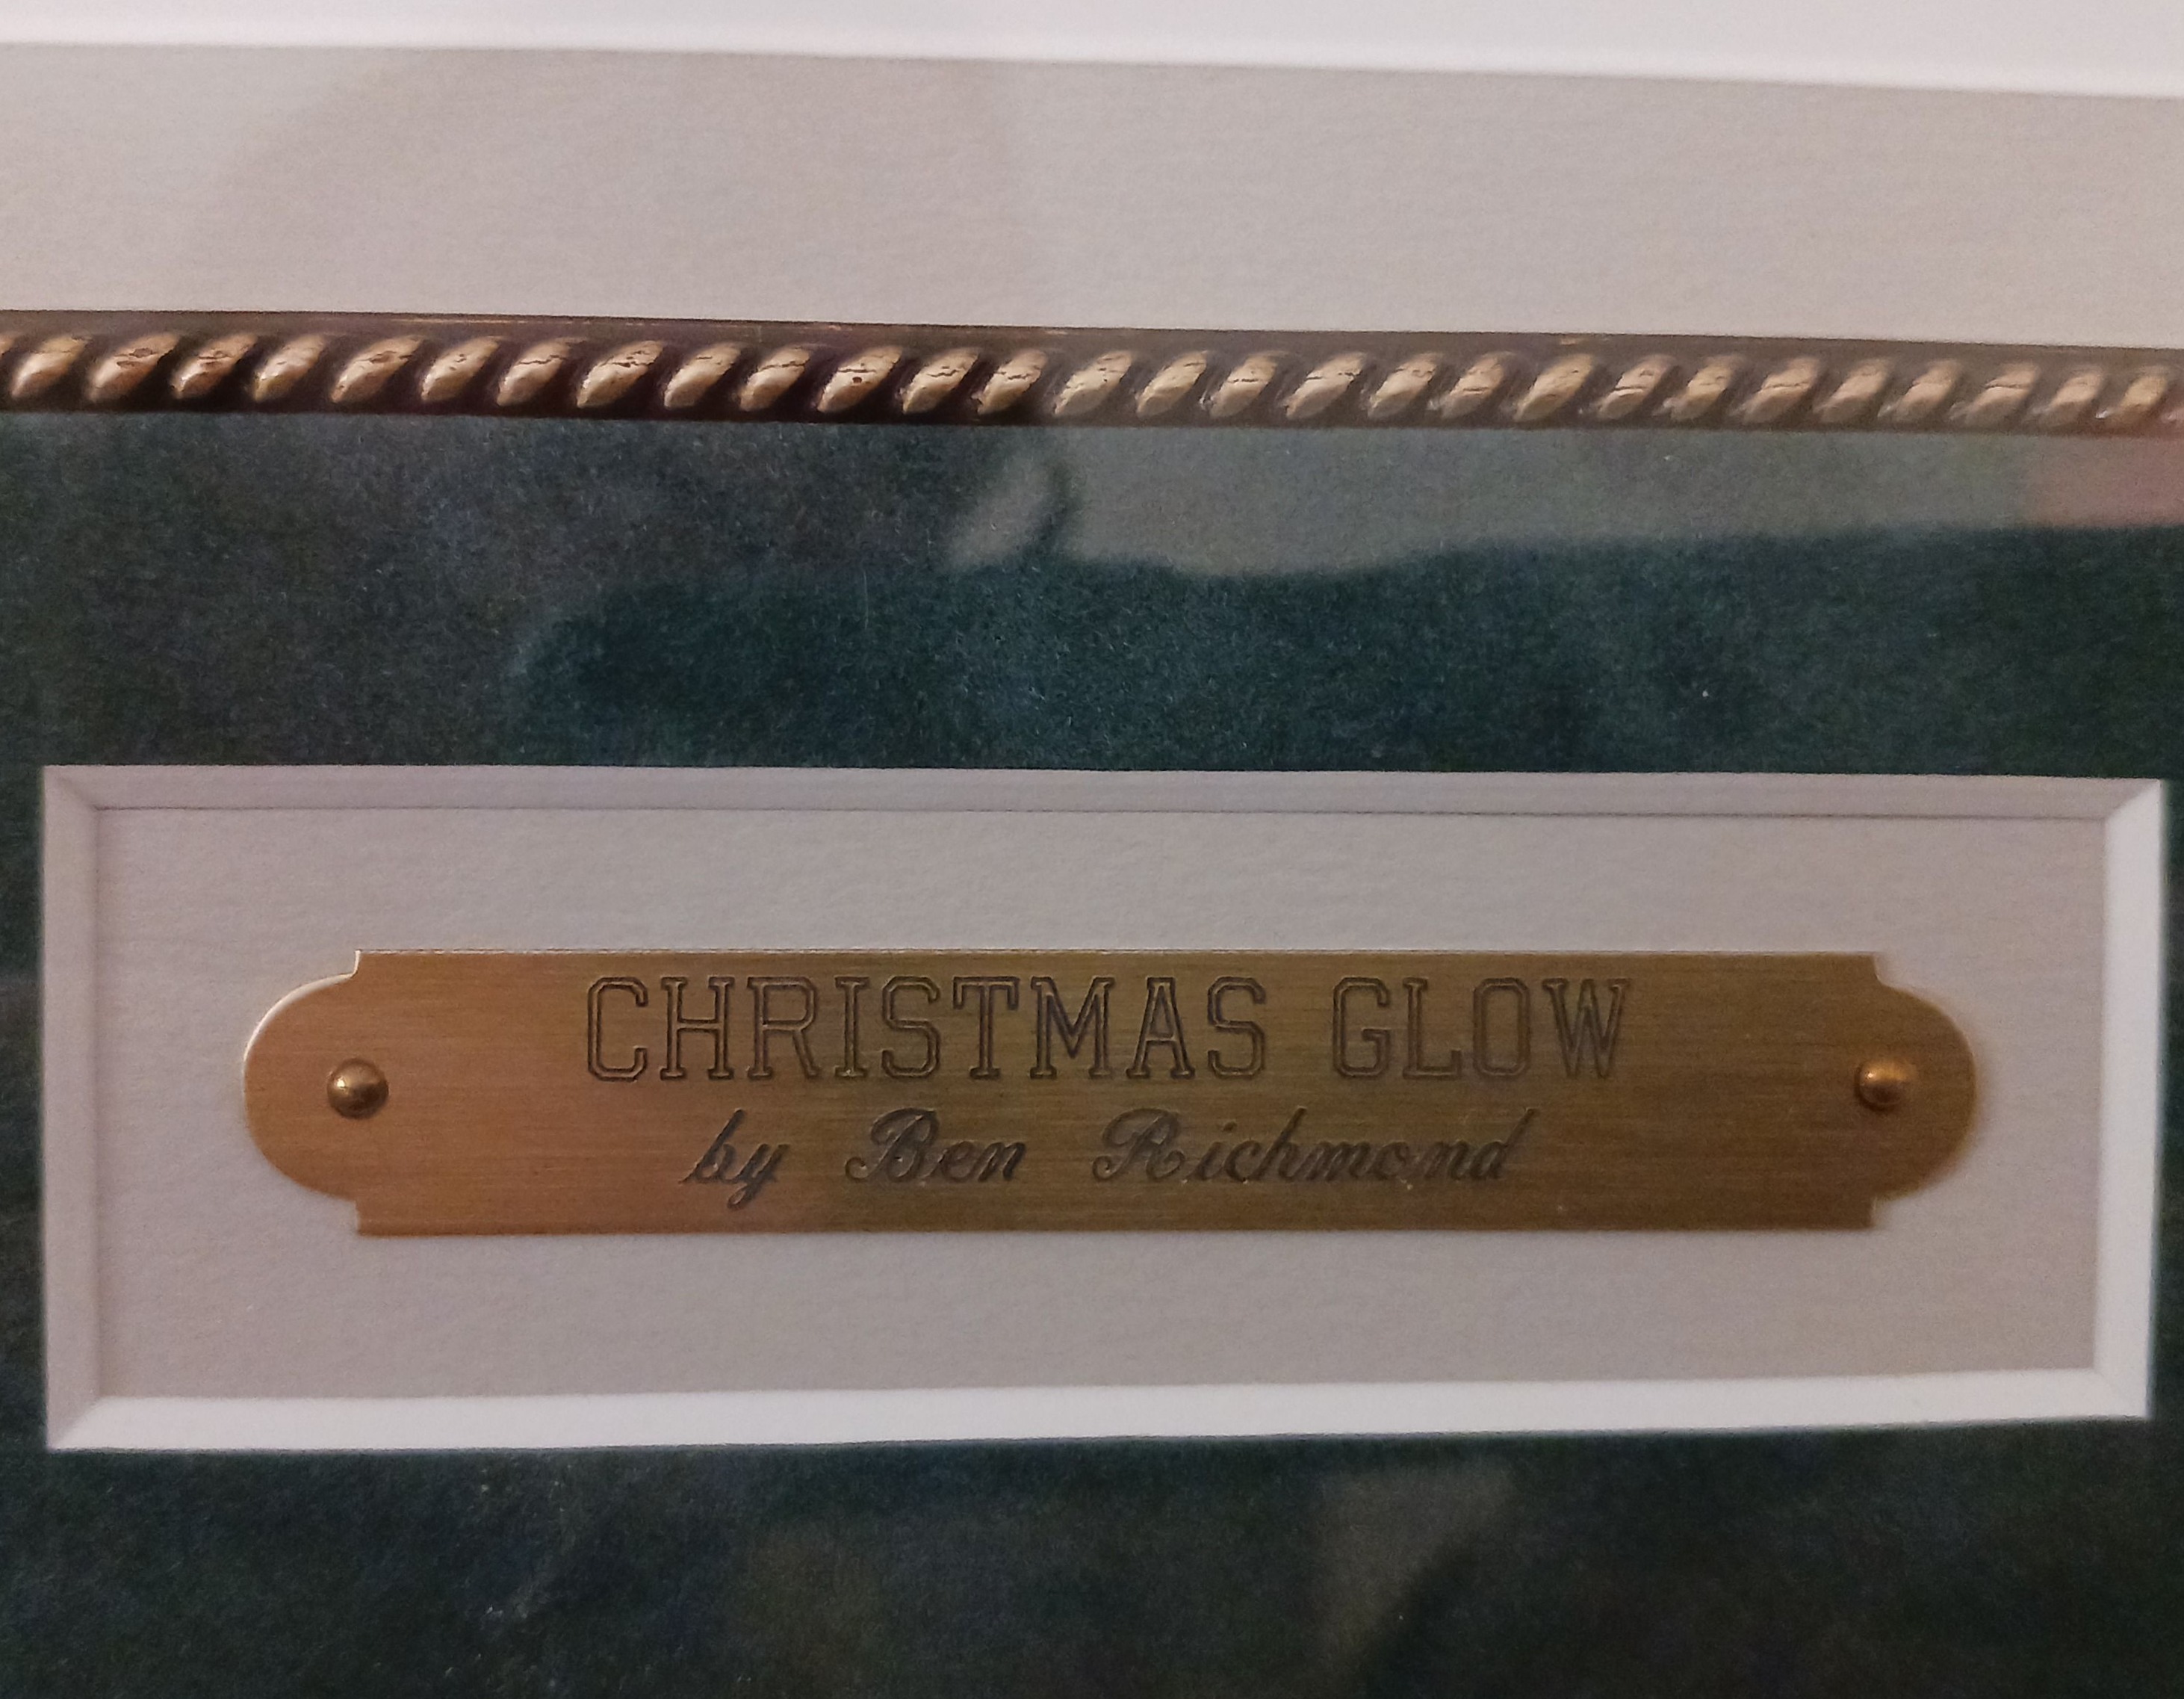 CHRISTMAS GLOW
by Ben Richmond